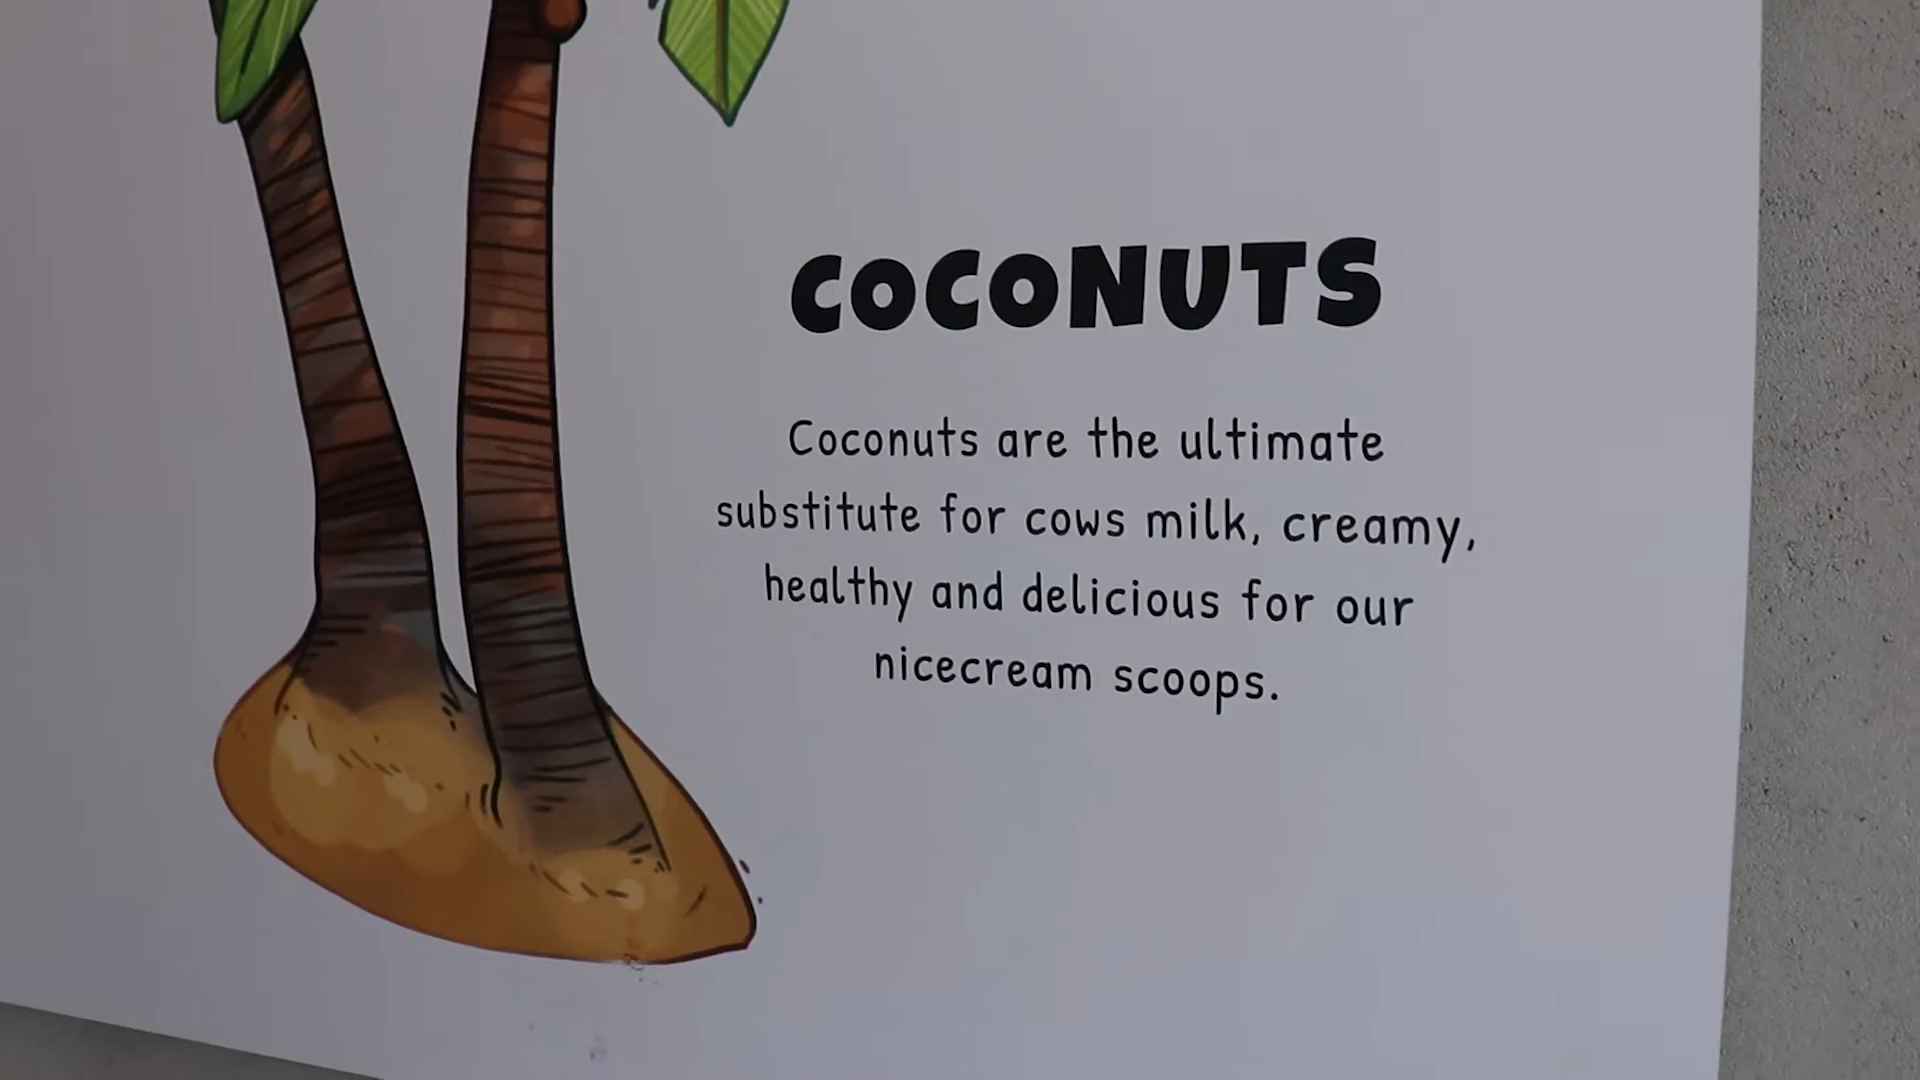 COCONUTS
Coconuts are the ultimate
substitute for cows milk, creamy,
healthy and delicious for our
nicecream scoops.